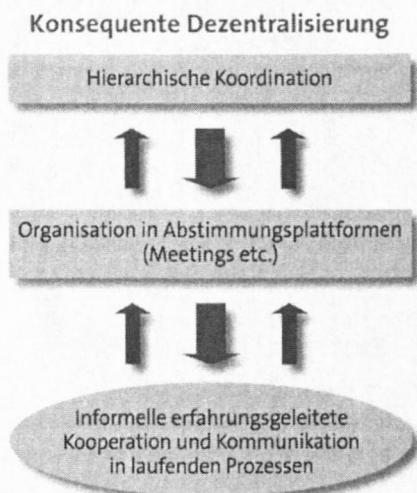 Konsequente Dezentralisierung
Hierarchische Koordination
Organisation in Abstimmungsplattformen
(Meetings etc.)
Informelle erfahrungsgeleitete
Kooperation und Kommunikation
in laufenden Prozessen